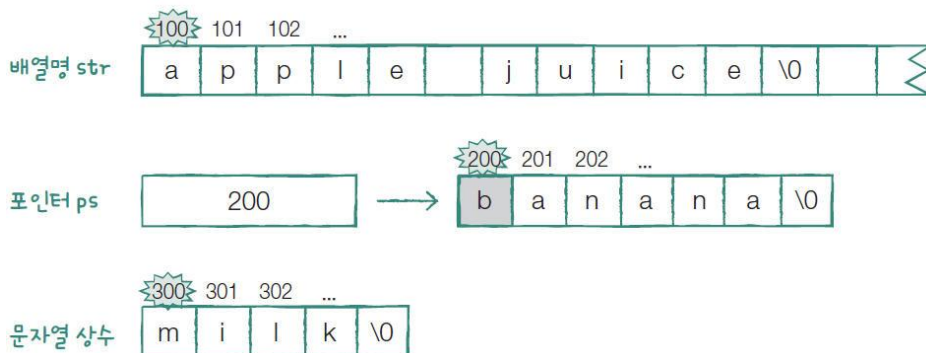 100 101 102 ...
배열명 str a p p l e j u i c e \0
200 201 202 ...
포인터 ps 200 b a n a n a \0
300 301 302 ...
문자열 상수 m i l k \0